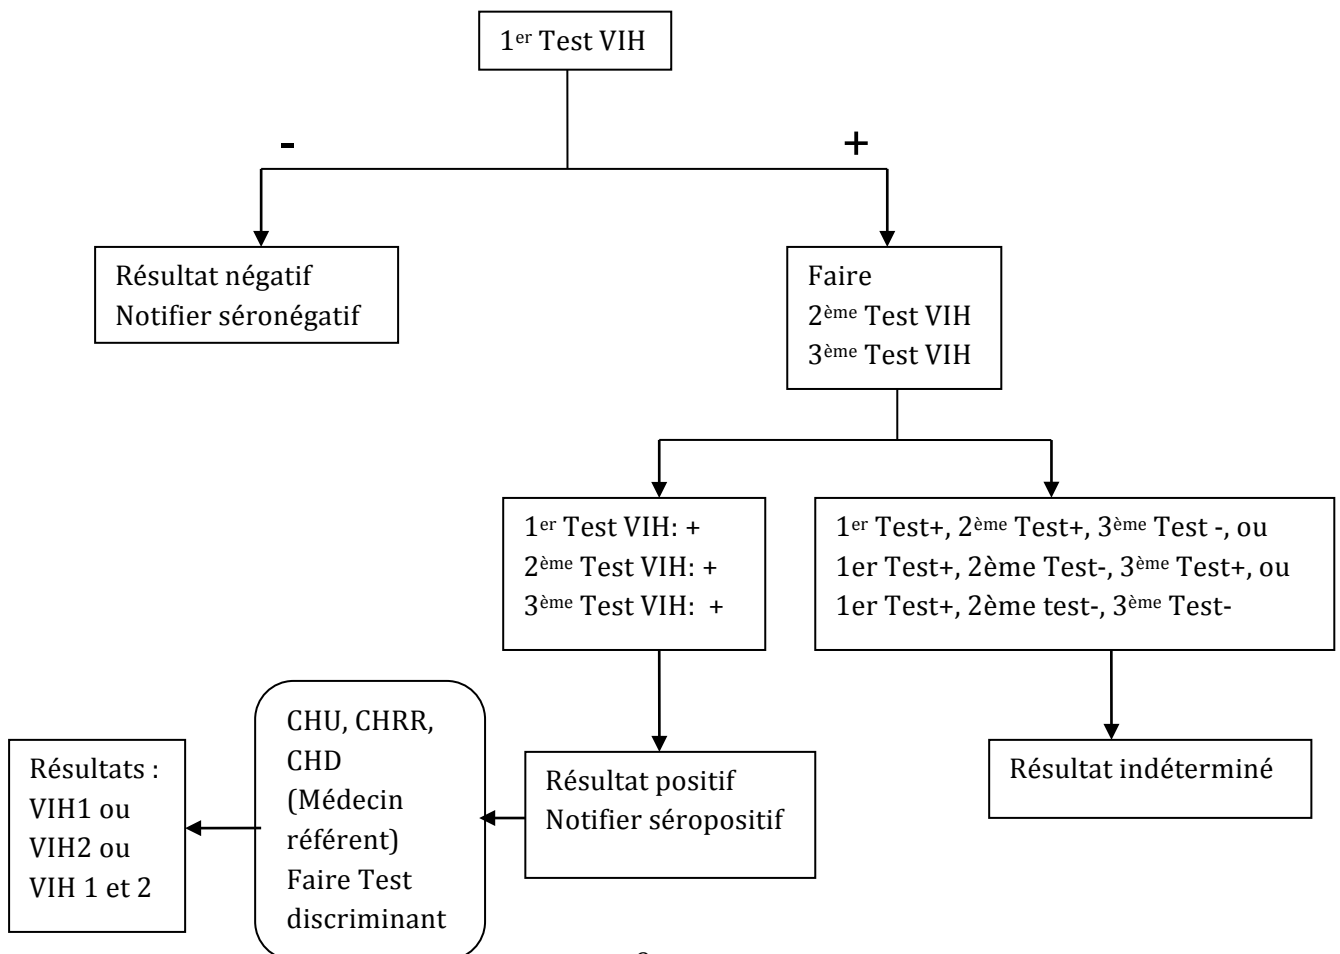 1er Test VIH
-
+
Résultat négatif
Notifier séronégatif
Faire
2ème Test VIH
3ème Test VIH
1er Test VIH: +
2ème Test VIH: +
3ème Test VIH: +
1er Test+, 2ème Test+, 3ème Test -, ou
1er Test+, 2ème Test-, 3ème Test+, ou
1er Test+, 2ème test-, 3ème Test-
Résultats :
VIH1 ou
VIH2 ou
VIH 1 et 2
CHU, CHRR,
CHD
(Médecin
référent)
Faire Test
discriminant
Résultat positif
Notifier séropositif
Résultat indéterminé